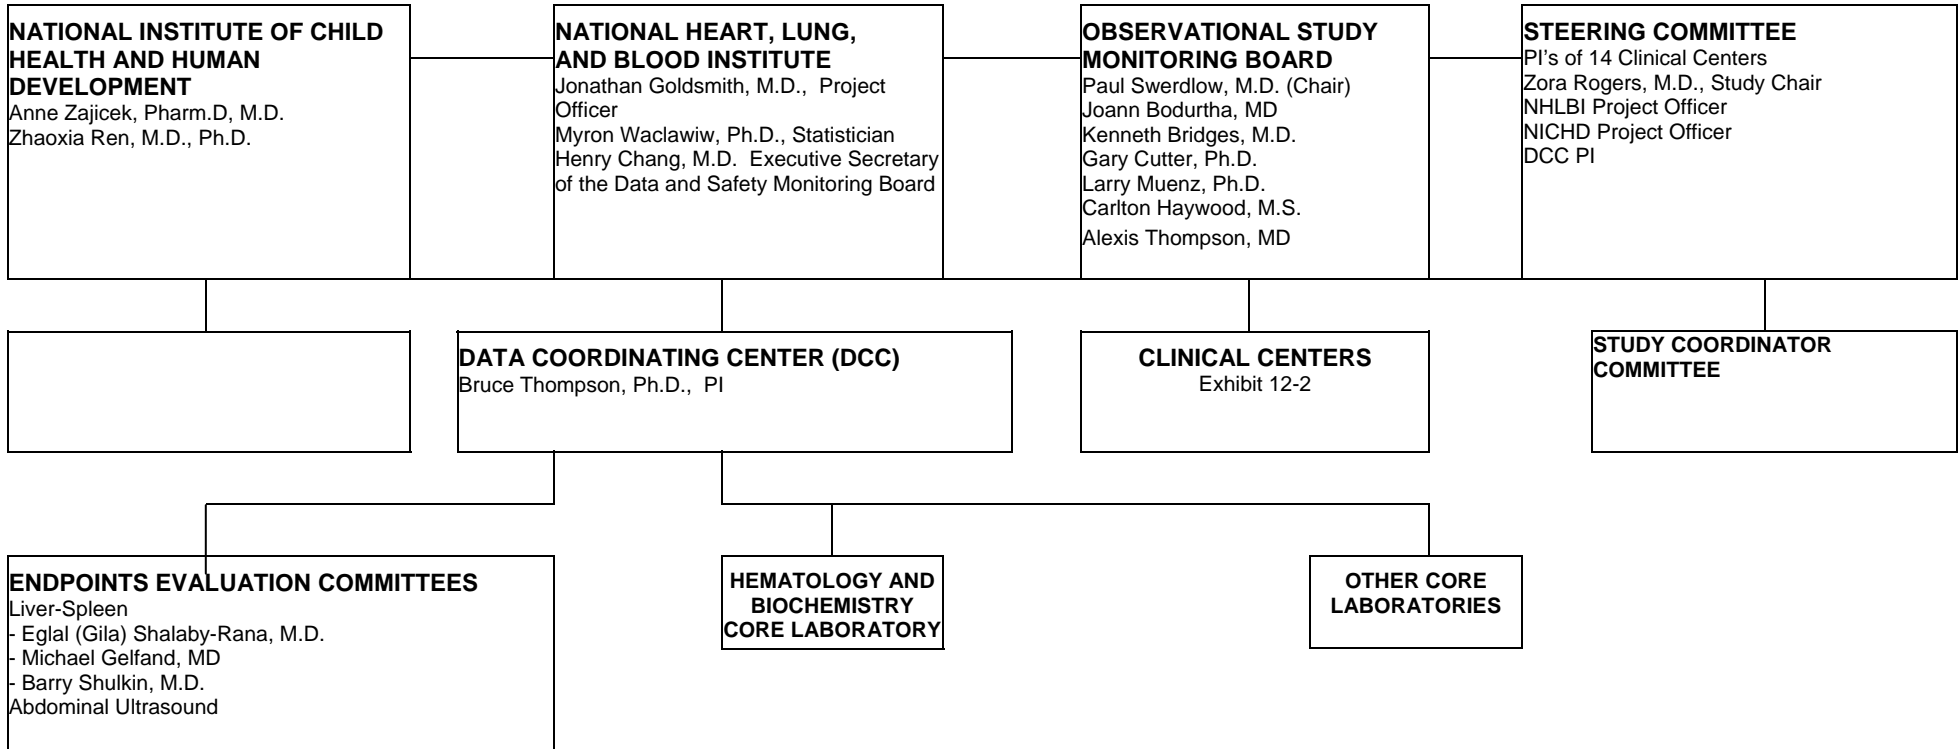 NATIONAL INSTITUTE OF CHILD
HEALTH AND HUMAN
DEVELOPMENT
Anne Zajicek, Pharm.D, M.D.
Zhaoxia Ren, M.D., Ph.D.
NATIONAL HEART, LUNG,
AND BLOOD INSTITUTE
Jonathan Goldsmith, M.D., Project
Officer
Myron Waclawiw, Ph.D., Statistician
Henry Chang, M.D. Executive Secretary
of the Data and Safety Monitoring Board
OBSERVATIONAL STUDY
MONITORING BOARD
Paul Swerdlow, M.D. (Chair)
Joann Bodurtha, MD
Kenneth Bridges, M.D.
Gary Cutter, Ph.D.
Larry Muenz, Ph.D.
Carlton Haywood, M.S.
Alexis Thompson, MD
STEERING COMMITTEE
PI's of 14 Clinical Centers
Zora Rogers, M.D., Study Chair
NHLBI Project Officer
NICHD Project Officer
DCC PI
DATA COORDINATING CENTER (DCC)
Bruce Thompson, Ph.D., PI
CLINICAL CENTERS
Exhibit 12-2
STUDY COORDINATOR
COMMITTEE
ENDPOINTS EVALUATION COMMITTEES
Liver-Spleen
- Eglal (Gila) Shalaby-Rana, M.D.
- Michael Gelfand, MD
- Barry Shulkin, M.D.
Abdominal Ultrasound
HEMATOLOGY AND
BIOCHEMISTRY
CORE LABORATORY
OTHER CORE
LABORATORIES